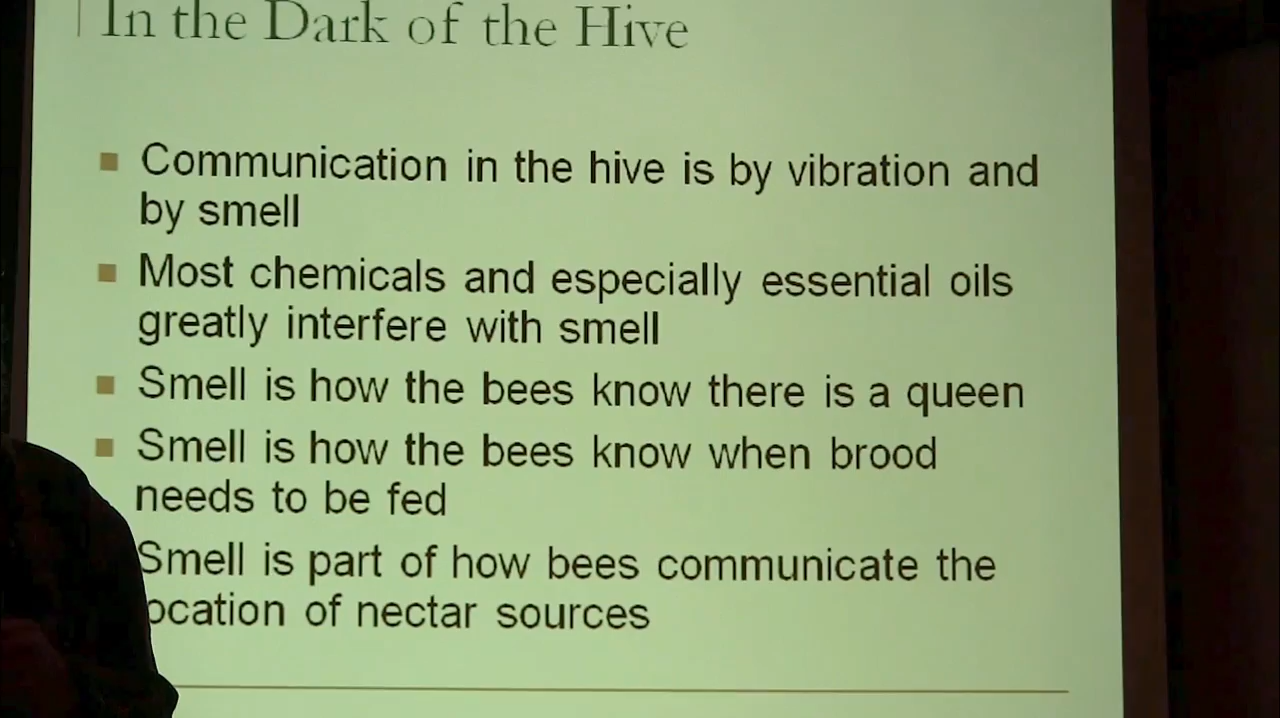 In the Dark of the Hive
Communication in the hive is by vibration and
by smell
Most chemicals and especially essential oils
greatly interfere with smell
Smell is how the bees know there is a queen
Smell is how the bees know when brood
needs to be fed
Smell is part of how bees communicate the
ocation of nectar sources